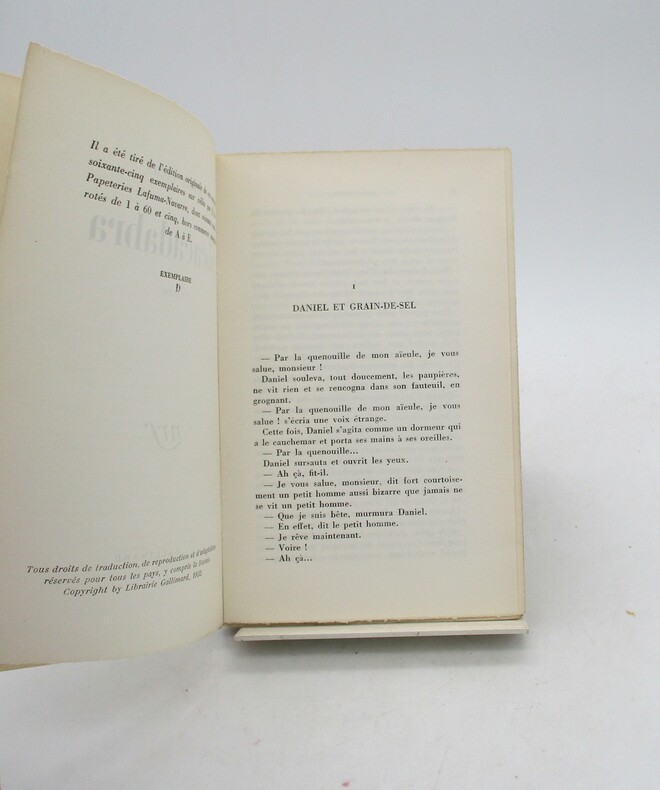 Il a été tiré de l'édition originale de
soixante-cinq exemplaires sur vélin
Papeteries Lafuma-Navarre, dont
rotés de 1 à 60 et cinq, hors commerce
de A à E.
EXEMPLAIRE
D
Tous droits de traduction, de reproduction et d'adaptation
réservés pour tous les pays, y compris la Russie.
Copyright by Librairie Gallimard, 1932.
I
DANIEL ET GRAIN-DE-SEL
— Par la quenouille de mon aïeule, je vous
salue, monsieur !
Daniel souleva, tout doucement, les paupières,
ne vit rien et se rencogna dans son fauteuil, en
grognant.
— Par la quenouille de mon aïeule, je vous
salue ! s'écria une voix étrange.
Cette fois, Daniel s'agita comme un dormeur qui
a le cauchemar et porta ses mains à ses oreilles.
— Par la quenouille...
Daniel sursauta et ouvrit les yeux.
— Ah çà, fit-il.
— Je vous salue, monsieur, dit fort courtoise-
ment un petit homme aussi bizarre que jamais ne
se vit un petit homme.
— Que je suis bête, murmura Daniel.
— En effet, dit le petit homme.
— Je rêve maintenant.
— Voire !
— Ah çà...